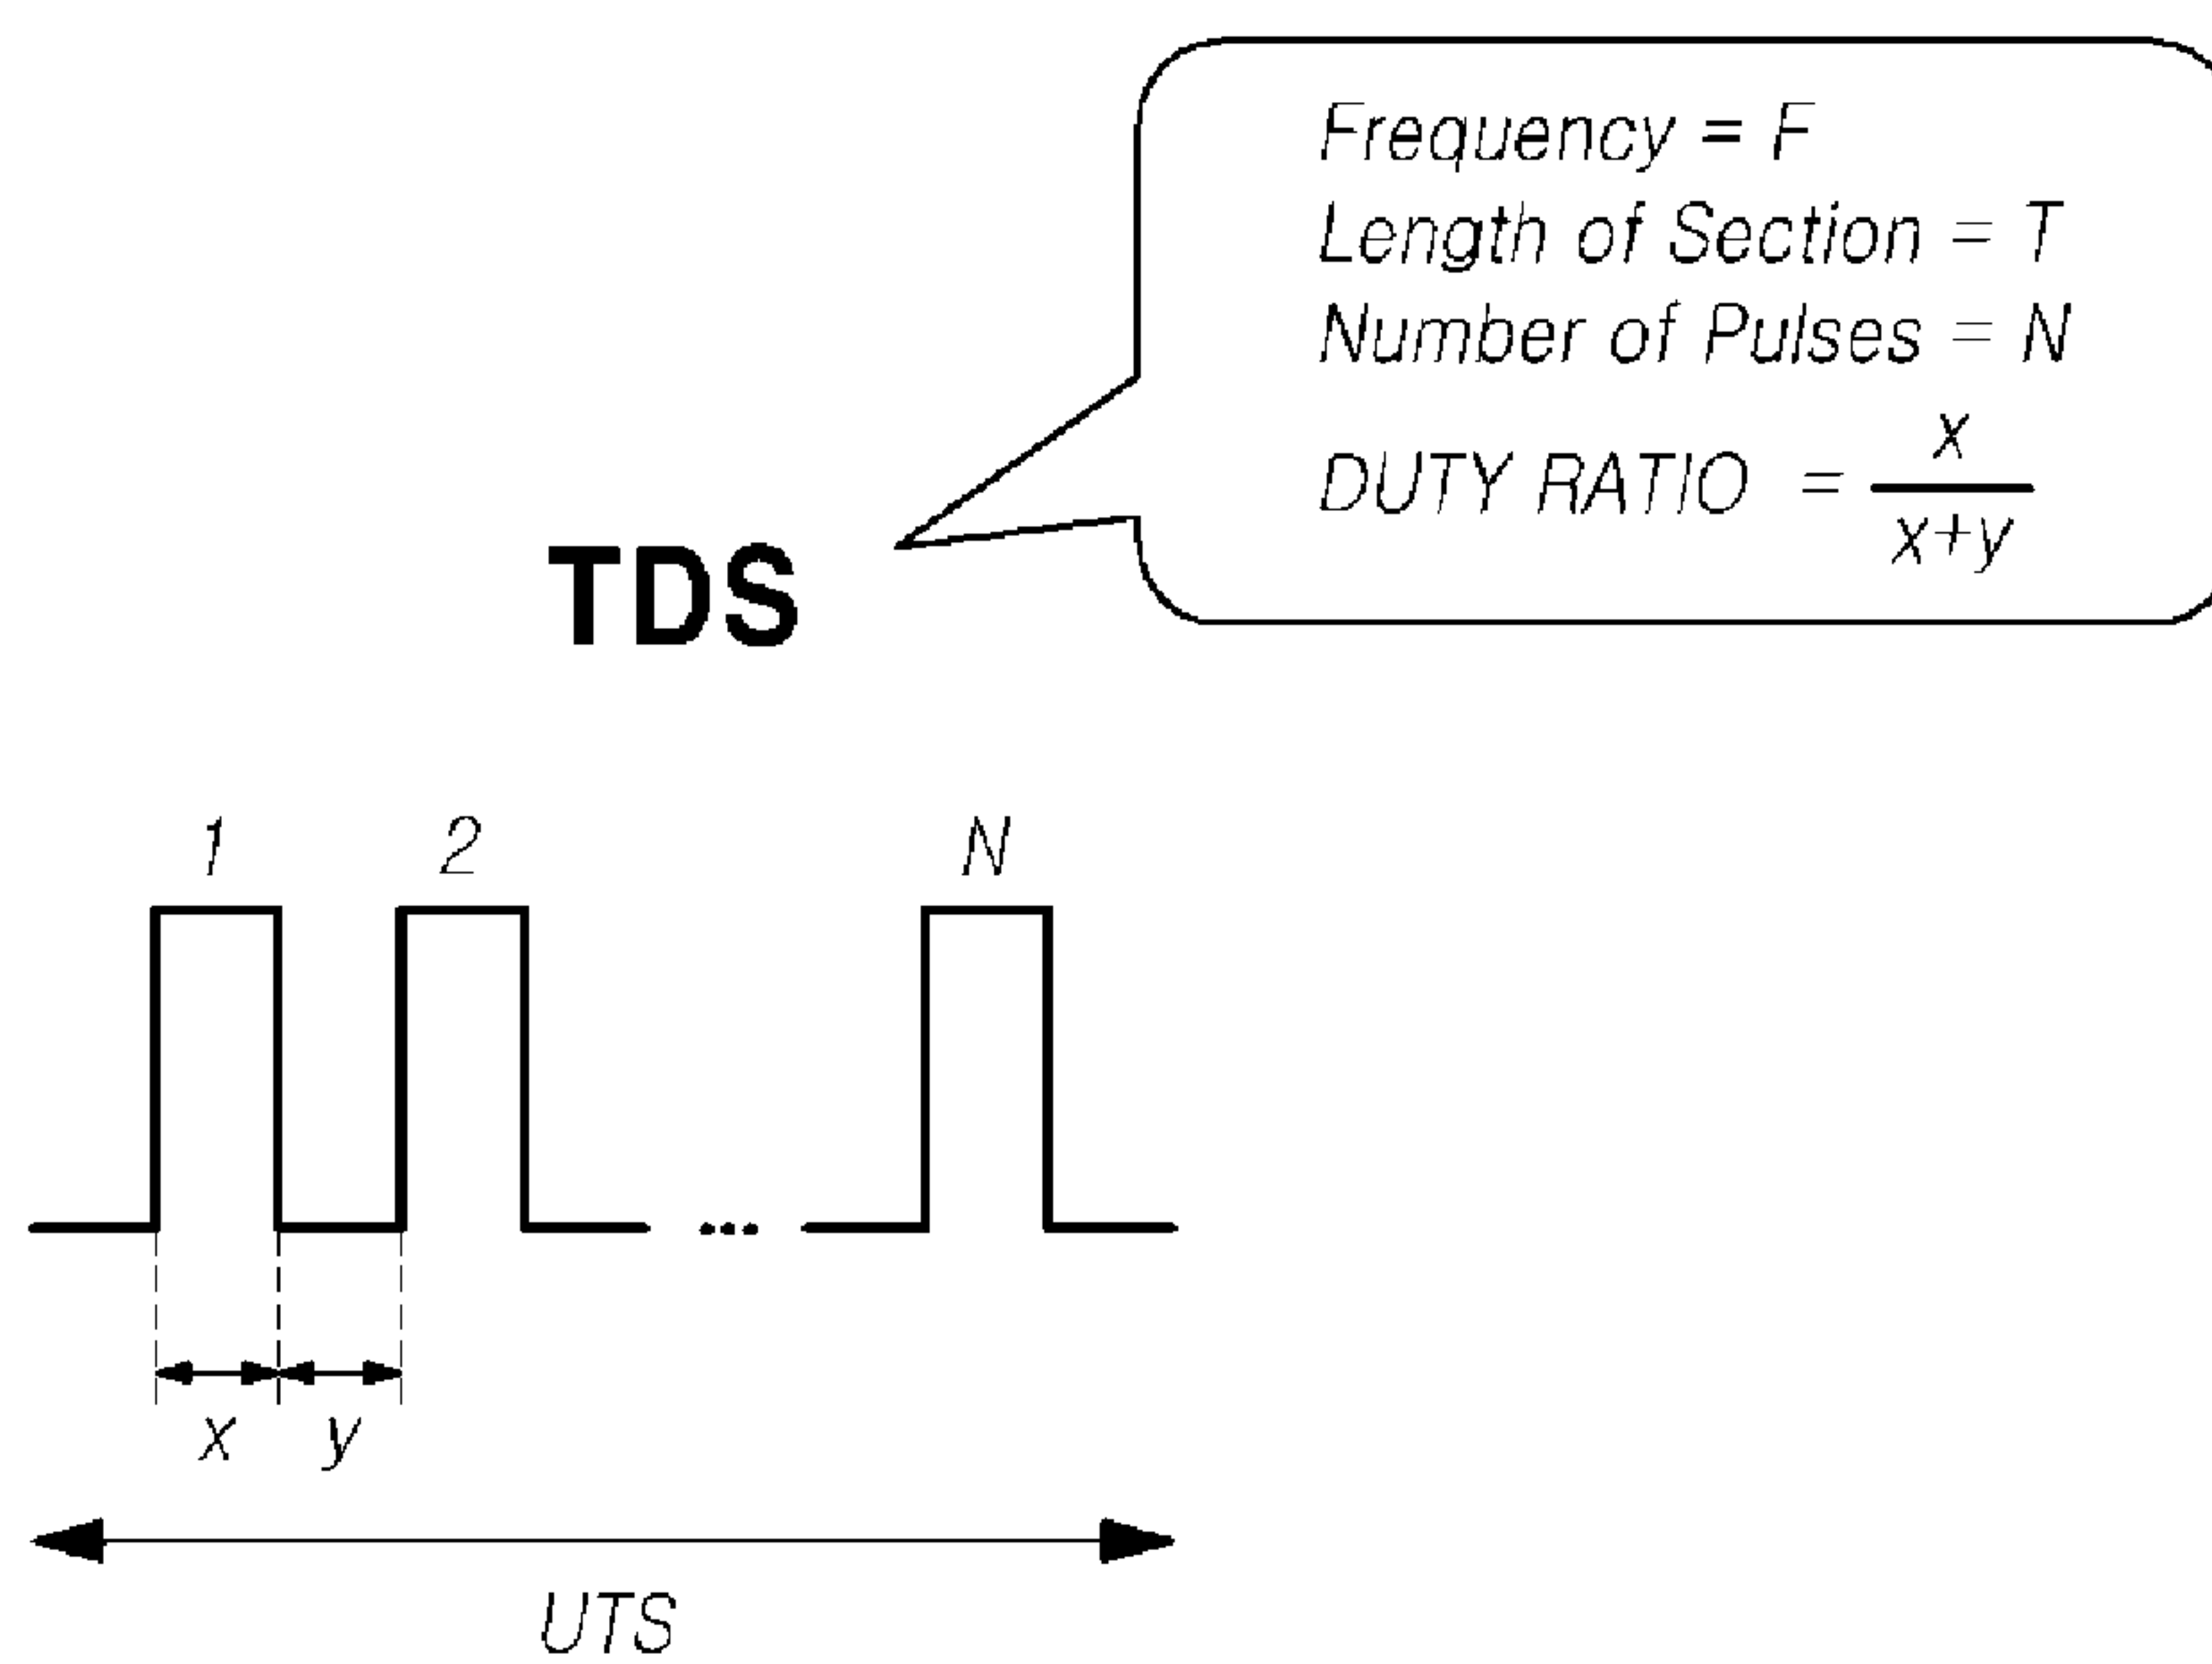 Frequency = F
Length of Section = T
Number of Pulses = N
DUTY RATIO = x
x+y
TDS
1 2 N
x y
UTS